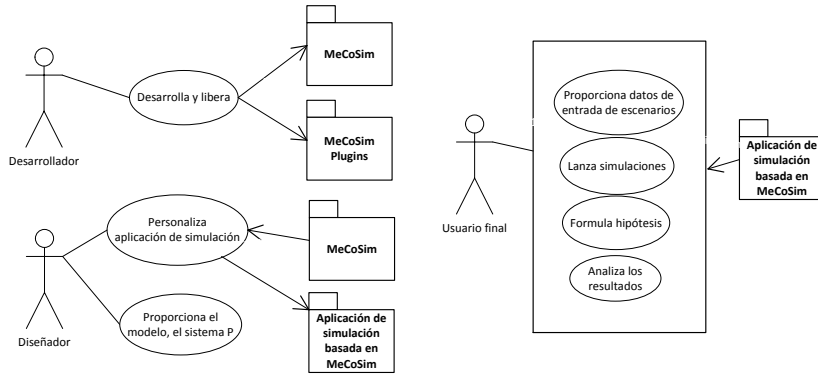 MeCoSim
Desarrolla y libera
MeCoSim
Plugins
Desarrollador
Personaliza
aplicación de simulación
MeCoSim
Proporciona el
modelo, el sistema P
Aplicación de
simulación
basada en
MeCoSim
Diseñador
Proporciona datos de
entrada de escenarios
Lanza simulaciones
Formula hipótesis
Analiza los
resultados
Usuario final
Aplicación de
simulación
basada en
MeCoSim